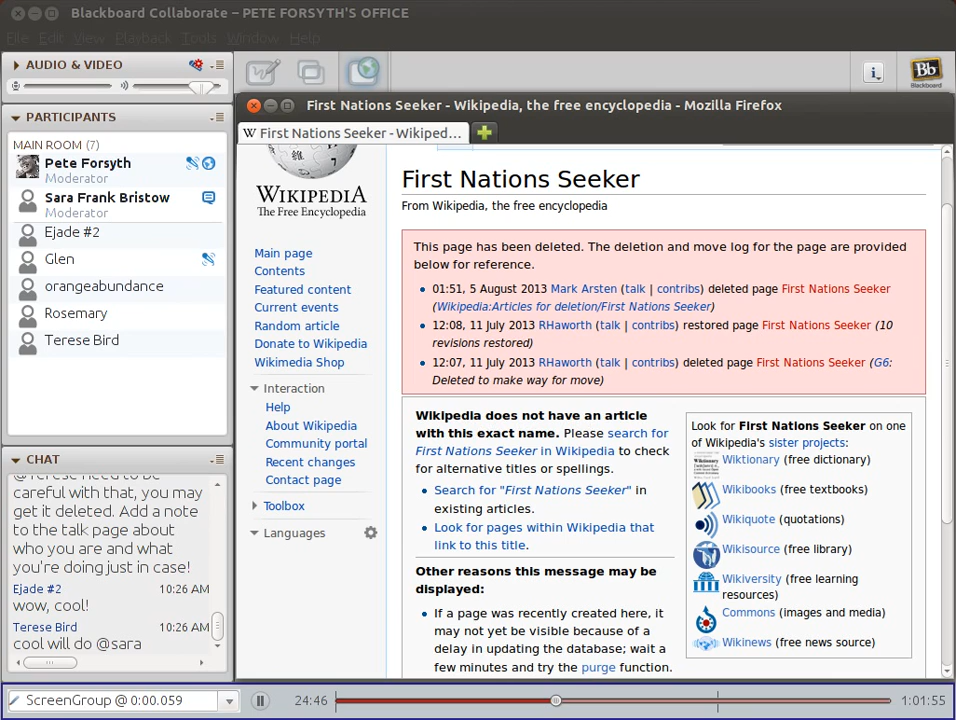 Blackboard Collaborate – PETE FORSYTH'S OFFICE
File Edit View Playback Tools Window Help
AUDIO & VIDEO
PARTICIPANTS
MAIN ROOM (7)
Pete Forsyth
Moderator
Sara Frank Bristow
Moderator
Ejade #2
Glen
orangeabundance
Rosemary
Terese Bird
CHAT
@Terese need to be
careful with that, you may
get it deleted. Add a note
to the talk page about
who you are and what
you're doing just in case!
Ejade #2 10:26 AM
wow, cool!
Terese Bird 10:26 AM
cool will do @sara
i
Bb
Blackboard
First Nations Seeker - Wikipedia, the free encyclopedia - Mozilla Firefox
W First Nations Seeker - Wikiped...
WIKIPEDIA
The Free Encyclopedia
Main page
Contents
Featured content
Current events
Random article
Donate to Wikipedia
Wikimedia Shop
Interaction
Help
About Wikipedia
Community portal
Recent changes
Contact page
Toolbox
Languages
First Nations Seeker
From Wikipedia, the free encyclopedia
This page has been deleted. The deletion and move log for the page are provided
below for reference.
01:51, 5 August 2013 Mark Arsten (talk | contribs) deleted page First Nations Seeker
(Wikipedia:Articles for deletion/First Nations Seeker)
12:08, 11 July 2013 RHaworth (talk | contribs) restored page First Nations Seeker (10
revisions restored)
12:07, 11 July 2013 RHaworth (talk | contribs) deleted page First Nations Seeker (G6:
Deleted to make way for move)
Wikipedia does not have an article
with this exact name. Please search for
First Nations Seeker in Wikipedia to check
for alternative titles or spellings.
Search for "First Nations Seeker" in
existing articles.
Look for pages within Wikipedia that
link to this title.
Other reasons this message may be
displayed:
If a page was recently created here, it
may not yet be visible because of a
delay in updating the database; wait a
few minutes and try the purge function.
Look for First Nations Seeker on one
of Wikipedia's sister projects:
Wiktionary (free dictionary)
Wikibooks (free textbooks)
Wikiquote (quotations)
Wikisource (free library)
Wikiversity (free learning
resources)
Commons (images and media)
Wikinews (free news source)
ScreenGroup @ 0:00.059
24:46
1:01:55